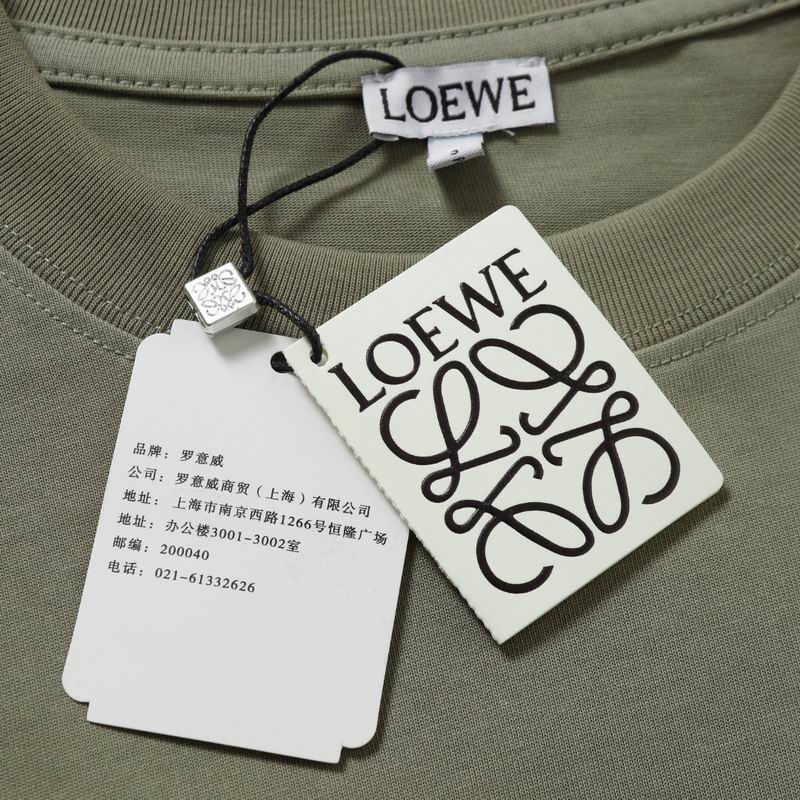 LOEWE
LOEWE
品牌：罗意威
公司：罗意威商贸（上海）有限公司
地址：上海市南京西路1266号恒隆广场
地址：办公楼3001-3002室
邮编：200040
电话：021-61332626